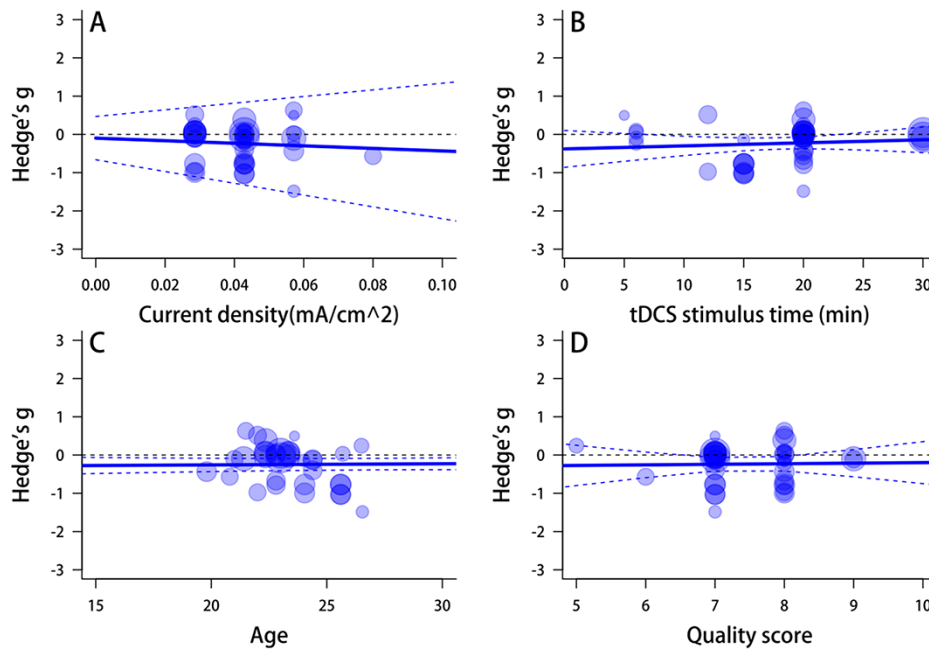 A
3
2
1
0
-1
-2
-3
Hedge's g
0.00 0.02 0.04 0.06 0.08 0.10
Current density(mA/cm^2)
B
3
2
1
0
-1
-2
-3
Hedge's g
0 5 10 15 20 25 30
tDCS stimulus time (min)
C
3
2
1
0
-1
-2
-3
Hedge's g
15 20 25 30
Age
D
3
2
1
0
-1
-2
-3
Hedge's g
5 6 7 8 9 10
Quality score